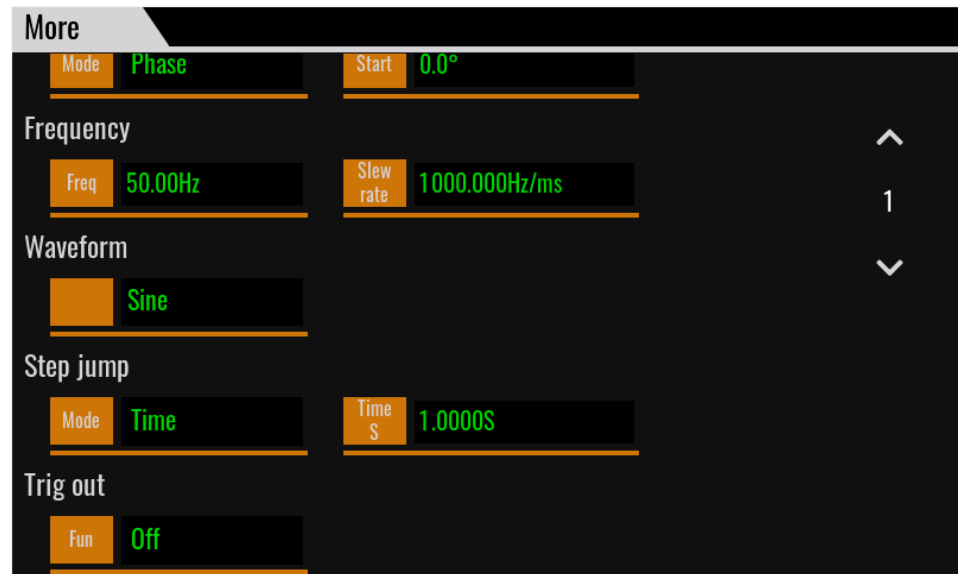 More
Mode Phase Start 0.0°
Frequency
Freq 50.00Hz Slew rate 1000.000Hz/ms
1
Waveform
Sine
Step jump
Mode Time Time S 1.0000S
Trig out
Fun Off